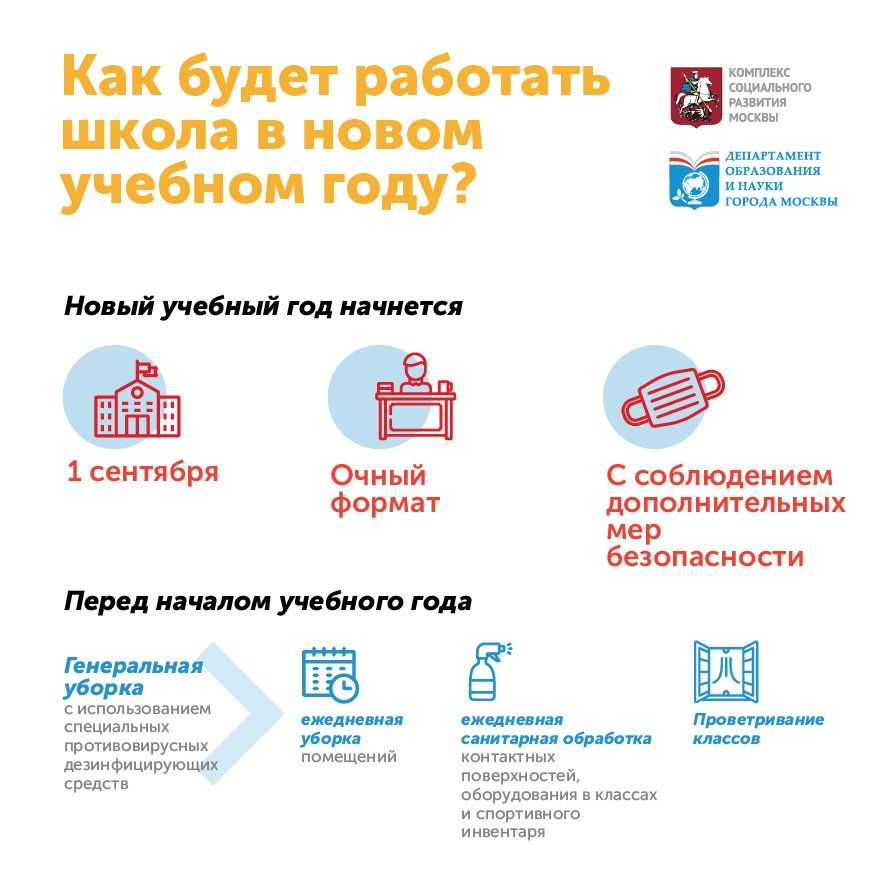 Как будет работать
школа в новом
учебном году?
КОМПЛЕКС
СОЦИАЛЬНОГО
РАЗВИТИЯ
МОСКВЫ
ДЕПАРТАМЕНТ
ОБРАЗОВАНИЯ
И НАУКИ
ГОРОДА МОСКВЫ
Новый учебный год начнется
1 сентября
Очный
формат
С соблюдением
дополнительных
мер
безопасности
Перед началом учебного года
Генеральная
уборка
с использованием
специальных
противовирусных
дезинфицирующих
средств
ежедневная
уборка
помещений
ежедневная
санитарная обработка
контактных
поверхностей,
оборудования в классах
и спортивного
инвентаря
Проветривание
классов